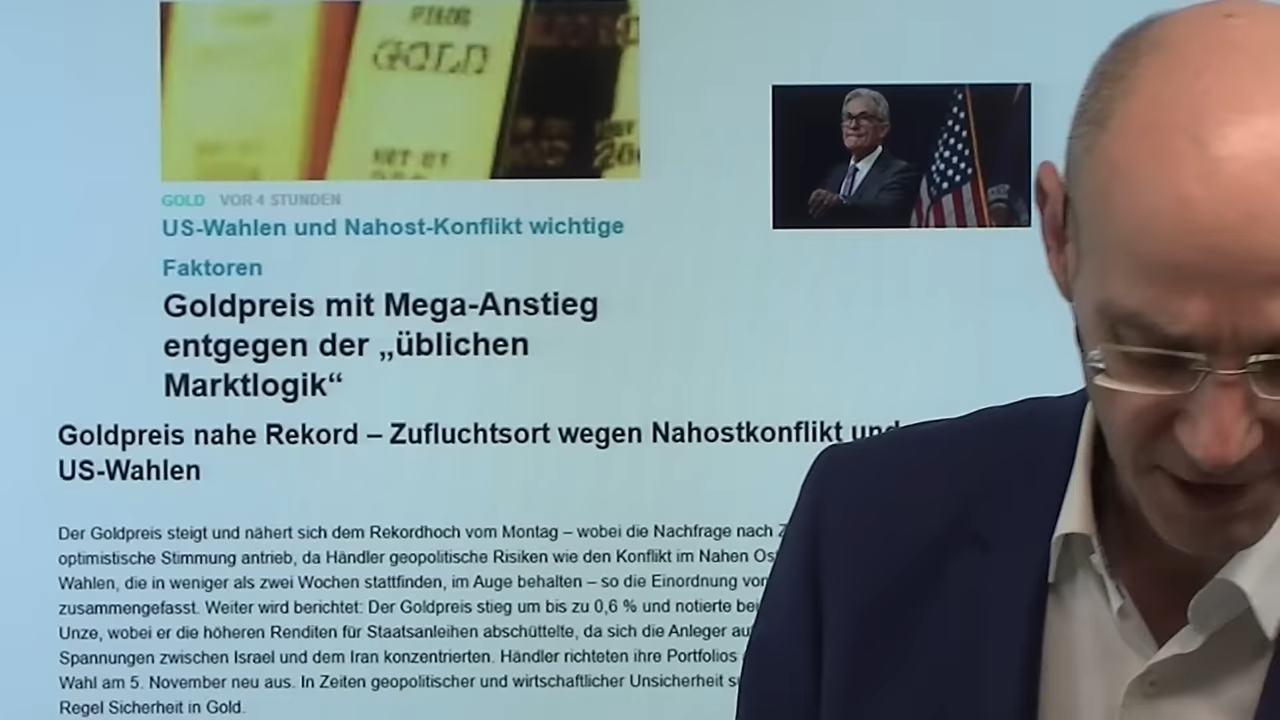 FINE
GOLD
NET WT
GOLD VOR 4 STUNDEN
US-Wahlen und Nahost-Konflikt wichtige
Faktoren
Goldpreis mit Mega-Anstieg
entgegen der „üblichen
Marktlogik“
Goldpreis nahe Rekord – Zufluchtsort wegen Nahostkonflikt und
US-Wahlen
Der Goldpreis steigt und nähert sich dem Rekordhoch vom Montag – wobei die Nachfrage nach
optimistische Stimmung antrieb, da Händler geopolitische Risiken wie den Konflikt im Nahen
Wahlen, die in weniger als zwei Wochen stattfinden, im Auge behalten – so die Einordnung
zusammengefasst. Weiter wird berichtet: Der Goldpreis stieg um bis zu 0,6 % und notierte
Unze, wobei er die höheren Renditen für Staatsanleihen abschüttelte, da sich die Anleger
Spannungen zwischen Israel und dem Iran konzentrierten. Händler richteten ihre Portfolios
Wahl am 5. November neu aus. In Zeiten geopolitischer und wirtschaftlicher Unsicherheit
Regel Sicherheit in Gold.